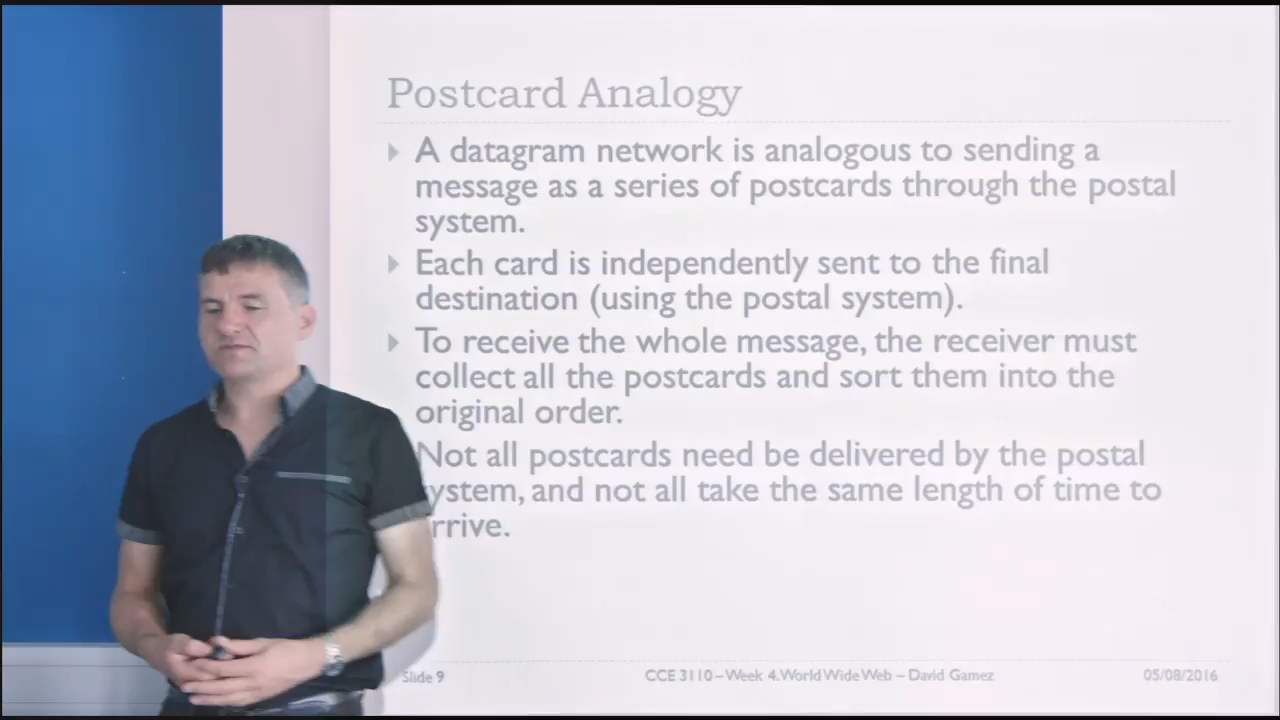 Postcard Analogy
A datagram network is analogous to sending a
message as a series of postcards through the postal
system.
Each card is independently sent to the final
destination (using the postal system).
To receive the whole message, the receiver must
collect all the postcards and sort them into the
original order.
Not all postcards need be delivered by the postal
ystem, and not all take the same length of time to
rrive.
Slide 9
CCE 3110 – Week 4. World Wide Web – David Gamez
05/08/2016